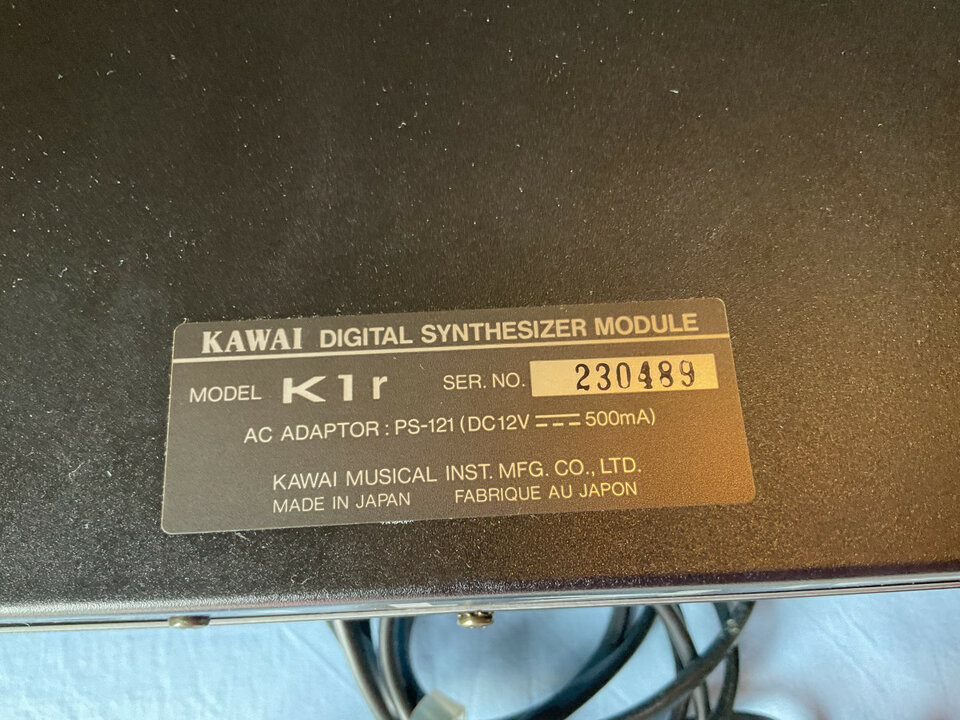 KAWAI DIGITAL SYNTHESIZER MODULE
MODEL K1r SER. NO. 230489
AC ADAPTOR : PS-121 (DC12V ⎓ 500mA)
KAWAI MUSICAL INST. MFG. CO., LTD.
MADE IN JAPAN FABRIQUE AU JAPON